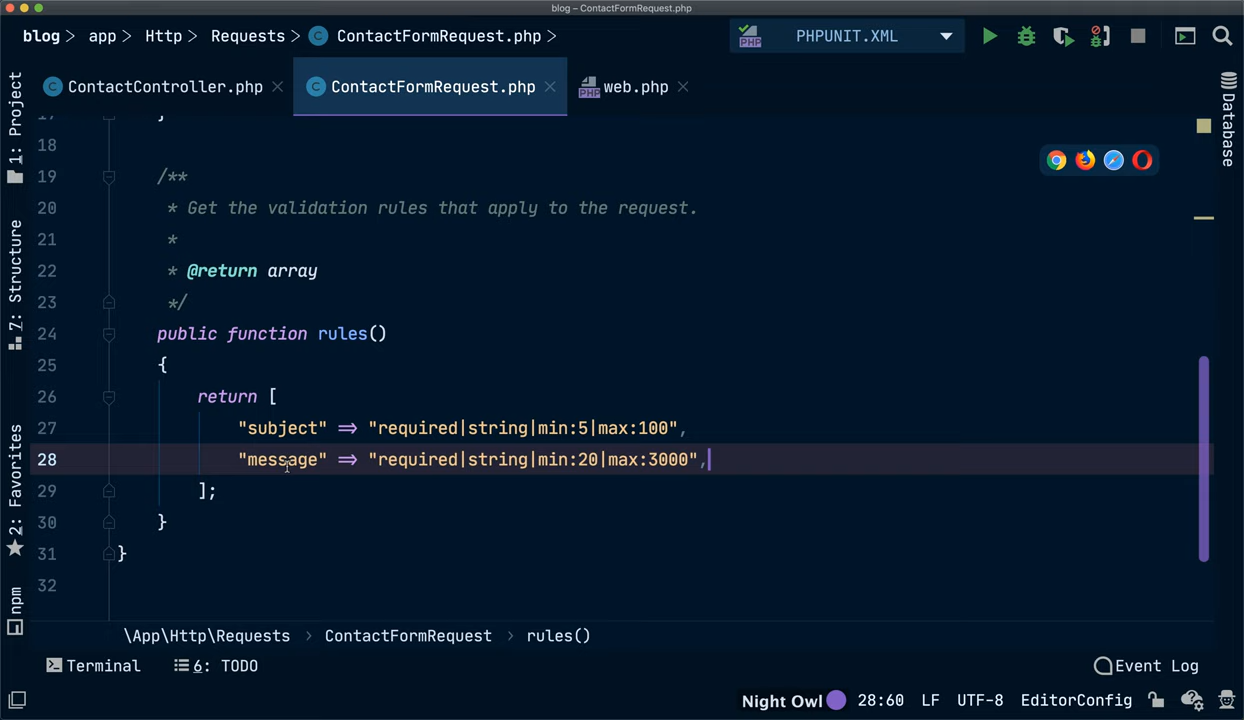 blog – ContactFormRequest.php
blog > app > Http > Requests > ContactFormRequest.php >
PHPUNIT.XML
ContactController.php
ContactFormRequest.php
web.php
1: Project
7: Structure
2: Favorites
npm
Database
18
19 /**
20 * Get the validation rules that apply to the request.
21 *
22 * @return array
23 */
24 public function rules()
25 {
26 return [
27 "subject" => "required|string|min:5|max:100",
28 "message" => "required|string|min:20|max:3000",
29 ];
30 }
31 }
32
\App\Http\Requests > ContactFormRequest > rules()
Terminal 6: TODO Event Log
Night Owl 28:60 LF UTF-8 EditorConfig